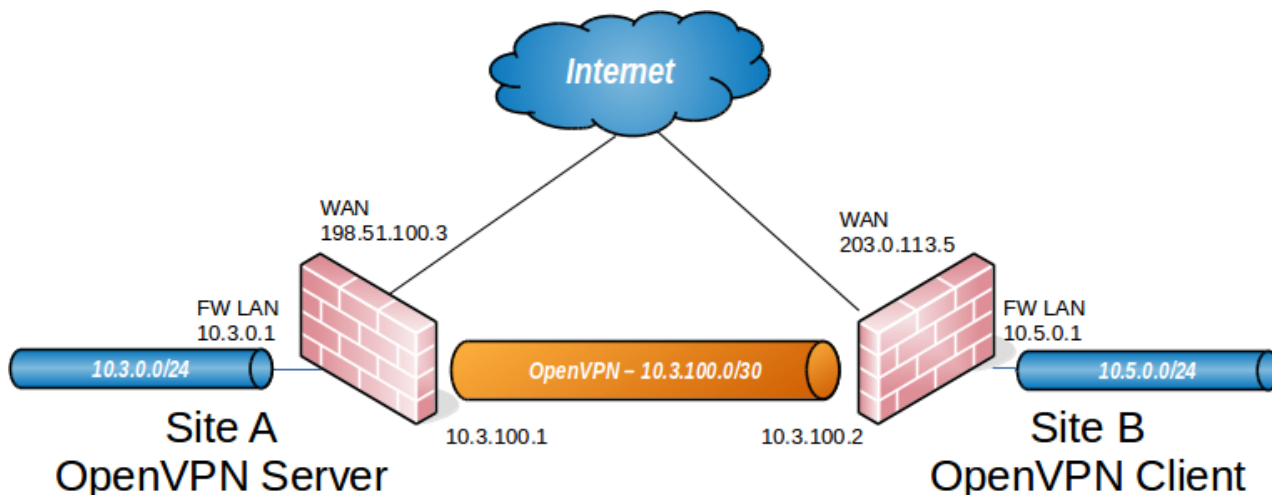 Internet
WAN
198.51.100.3
WAN
203.0.113.5
FW LAN
10.3.0.1
FW LAN
10.5.0.1
10.3.0.0/24
OpenVPN – 10.3.100.0/30
10.5.0.0/24
10.3.100.1
10.3.100.2
Site A
OpenVPN Server
Site B
OpenVPN Client